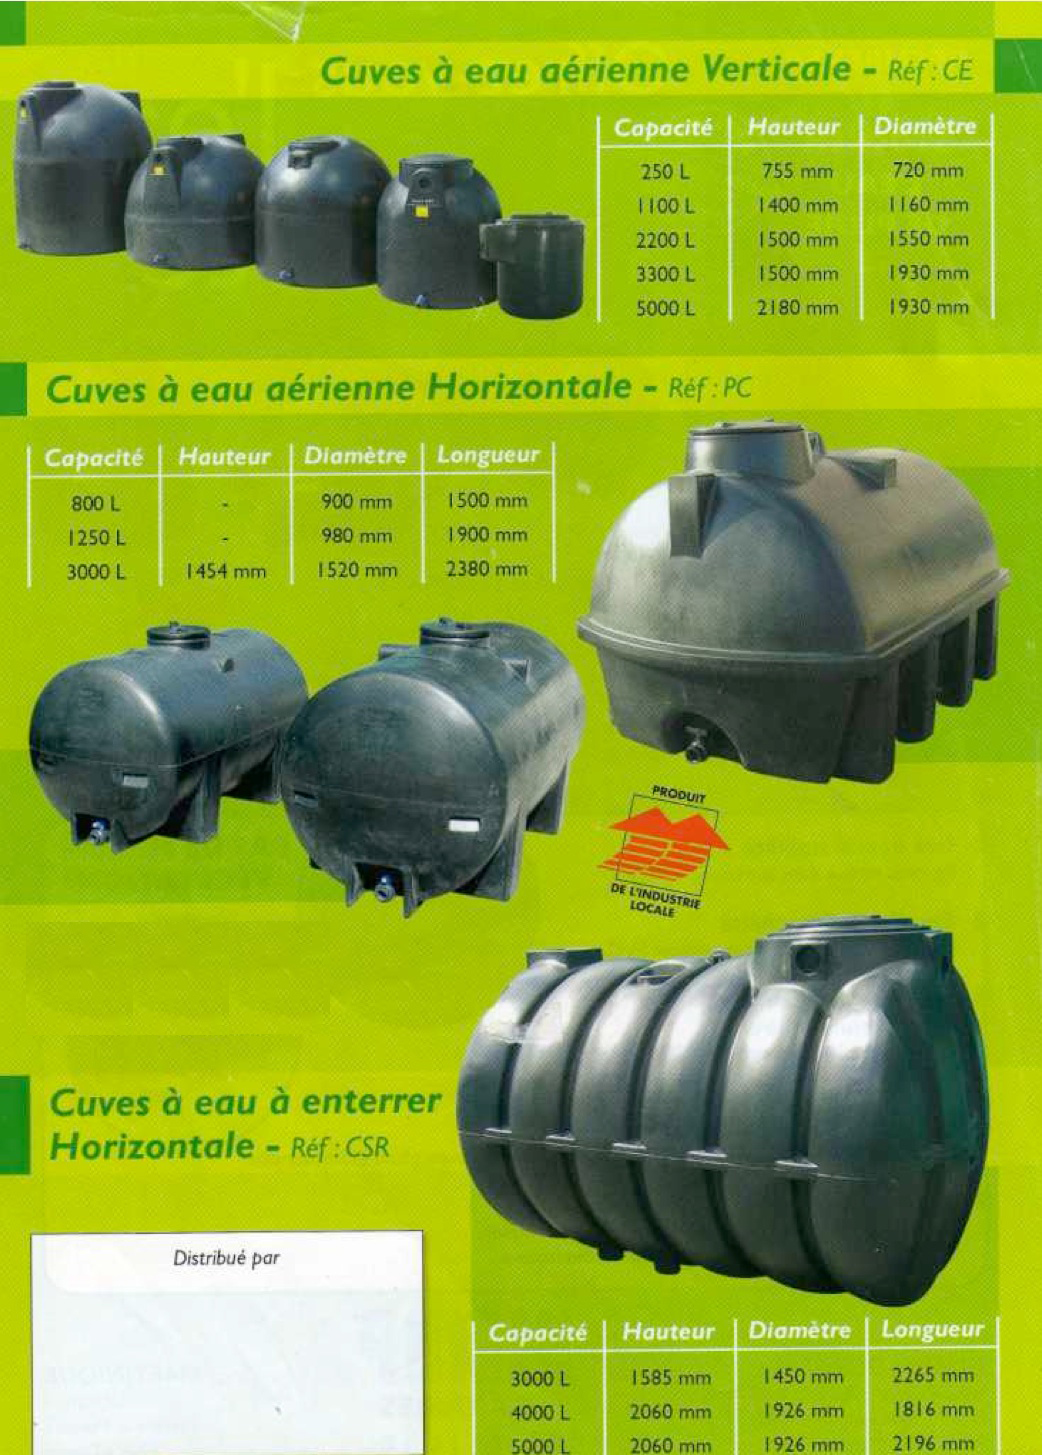 Cuves à eau aérienne Verticale - Réf : CE
Capacité Hauteur Diamètre
250 L 755 mm 720 mm
1100 L 1400 mm 1160 mm
2200 L 1500 mm 1550 mm
3300 L 1500 mm 1930 mm
5000 L 2180 mm 1930 mm
Cuves à eau aérienne Horizontale - Réf : PC
Capacité Hauteur Diamètre Longueur
800 L - 900 mm 1500 mm
1250 L - 980 mm 1900 mm
3000 L 1454 mm 1520 mm 2380 mm
PRODUIT
DE L'INDUSTRIE
LOCALE
Cuves à eau à enterrer
Horizontale - Réf : CSR
Distribué par
Capacité Hauteur Diamètre Longueur
3000 L 1585 mm 1450 mm 2265 mm
4000 L 2060 mm 1926 mm 1816 mm
5000 L 2060 mm 1926 mm 2196 mm